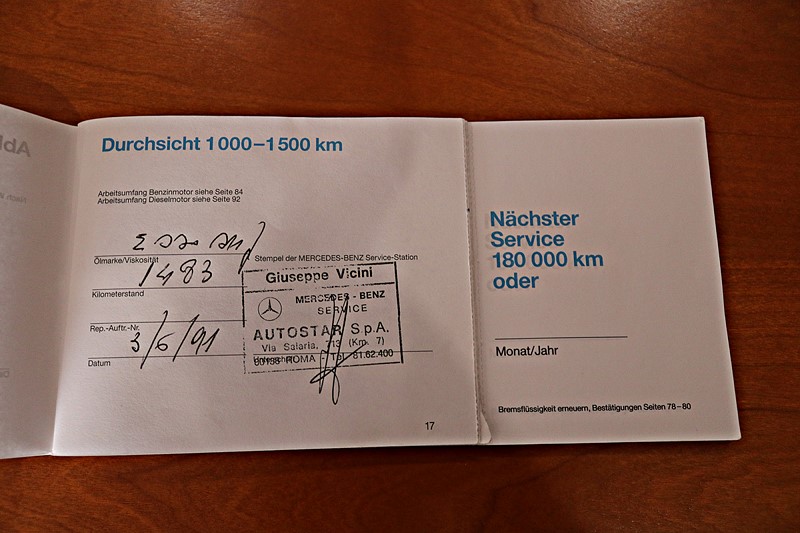 Durchsicht 1000–1500 km
Arbeitsumfang Benzinmotor siehe Seite 84
Arbeitsumfang Dieselmotor siehe Seite 92
Ölmarke/Viskosität
1483
Kilometerstand
Rep.-Auftr.-Nr.
3/6/91
Datum
Stempel der MERCEDES-BENZ Service-Station
Giuseppe Vicini
MERCEDES-BENZ
SERVICE
AUTOSTAR S.p.A.
Via Salaria, 713 (Km. 7)
00138 ROMA - Tel. 81.62.400
Unterschrift
17
Nächster
Service
180 000 km
oder
Monat/Jahr
Bremsflüssigkeit erneuern, Bestätigungen Seiten 78–80